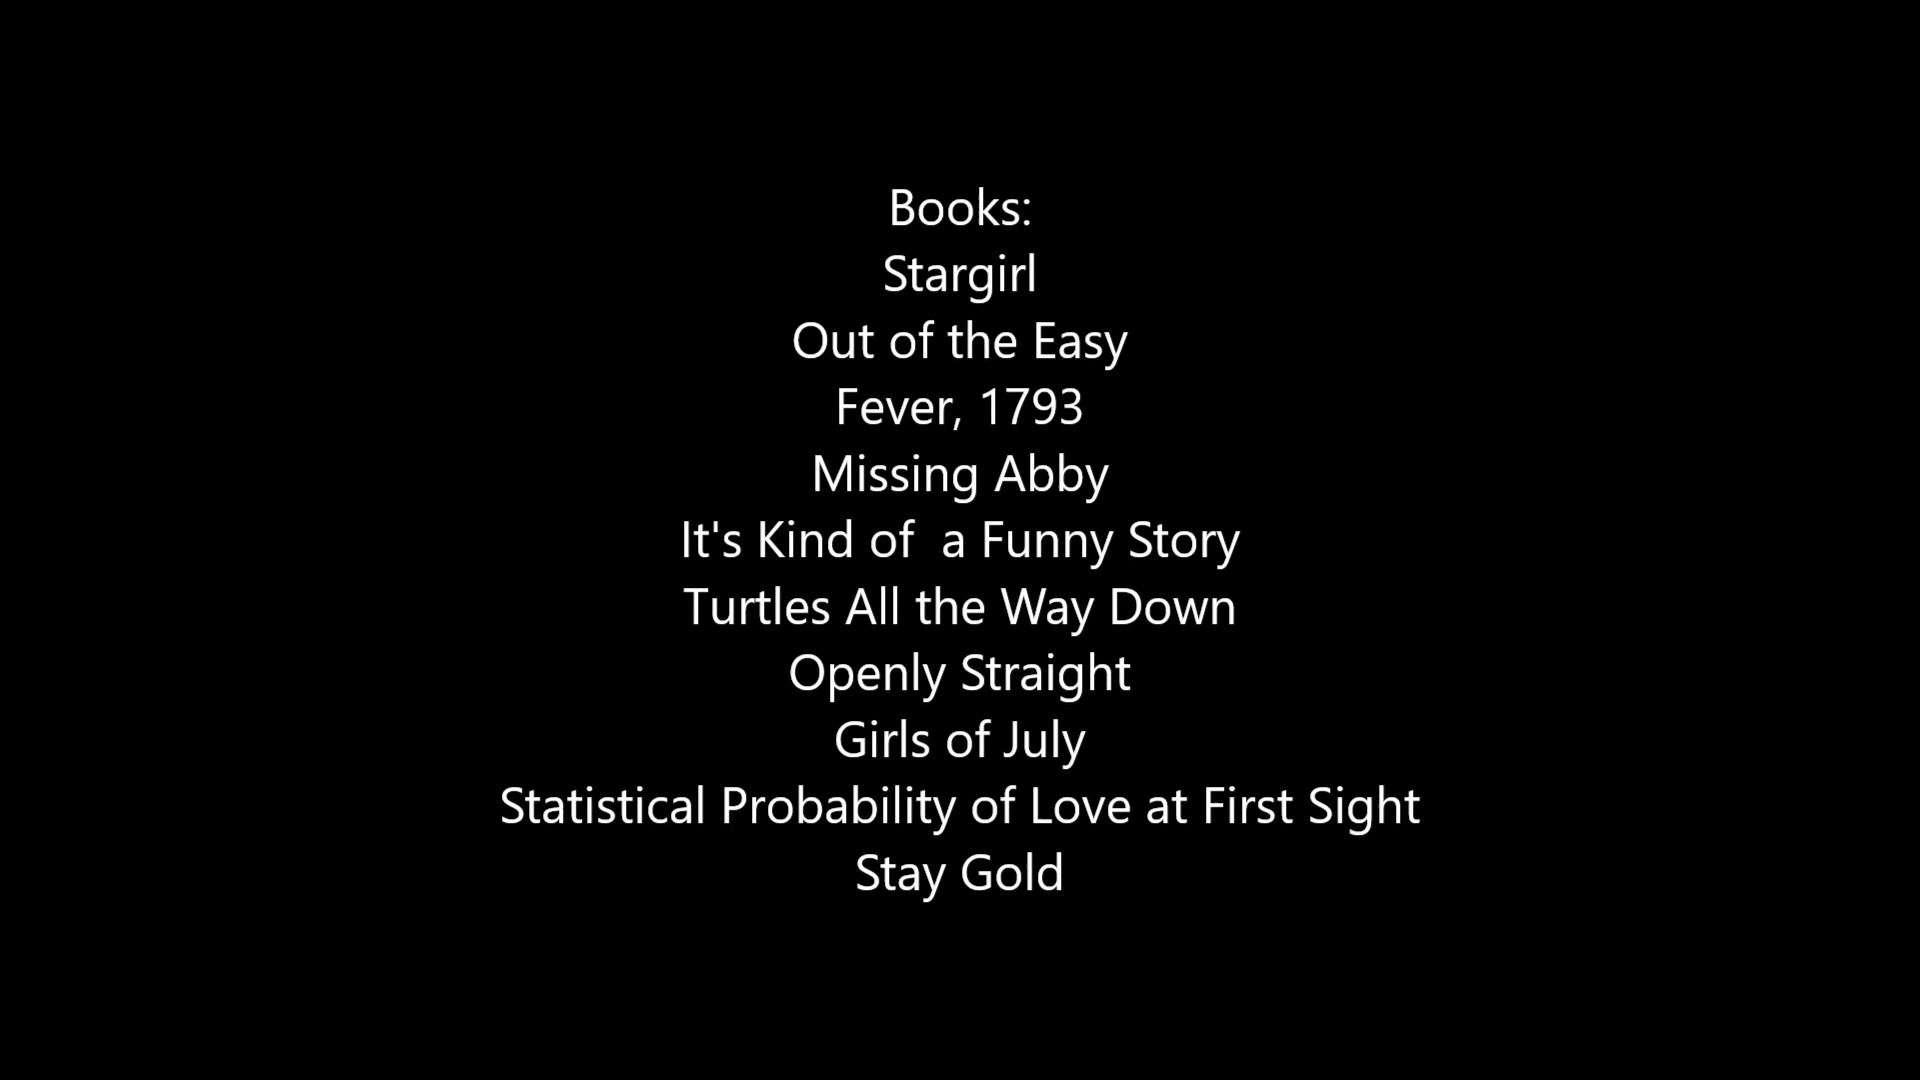 Books:
Stargirl
Out of the Easy
Fever, 1793
Missing Abby
It's Kind of  a Funny Story
Turtles All the Way Down
Openly Straight
Girls of July
Statistical Probability of Love at First Sight
Stay Gold